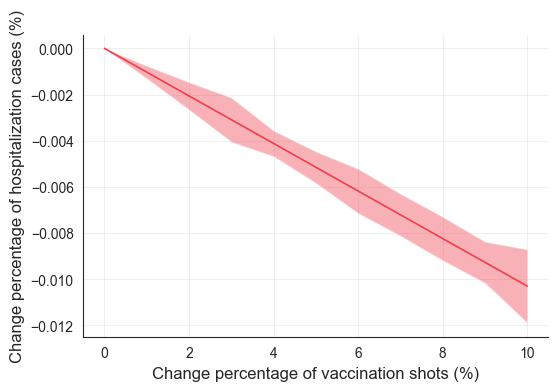 Change percentage of hospitalization cases (%)
0.000
−0.002
−0.004
−0.006
−0.008
−0.010
−0.012
0 2 4 6 8 10
Change percentage of vaccination shots (%)